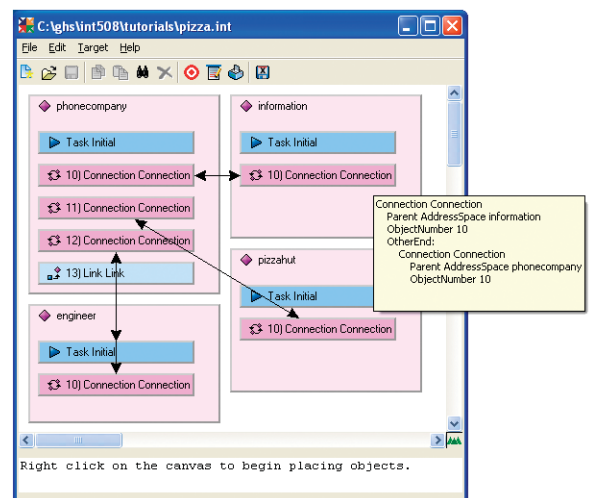 C:\ghs\int508\tutorials\pizza.int
File Edit Target Help
phonecompany
Task Initial
10) Connection Connection
11) Connection Connection
12) Connection Connection
13) Link Link
information
Task Initial
10) Connection Connection
Connection Connection
Parent AddressSpace information
ObjectNumber 10
OtherEnd:
Connection Connection
Parent AddressSpace phonecompany
ObjectNumber 10
pizzahut
Task Initial
10) Connection Connection
engineer
Task Initial
10) Connection Connection
Right click on the canvas to begin placing objects.